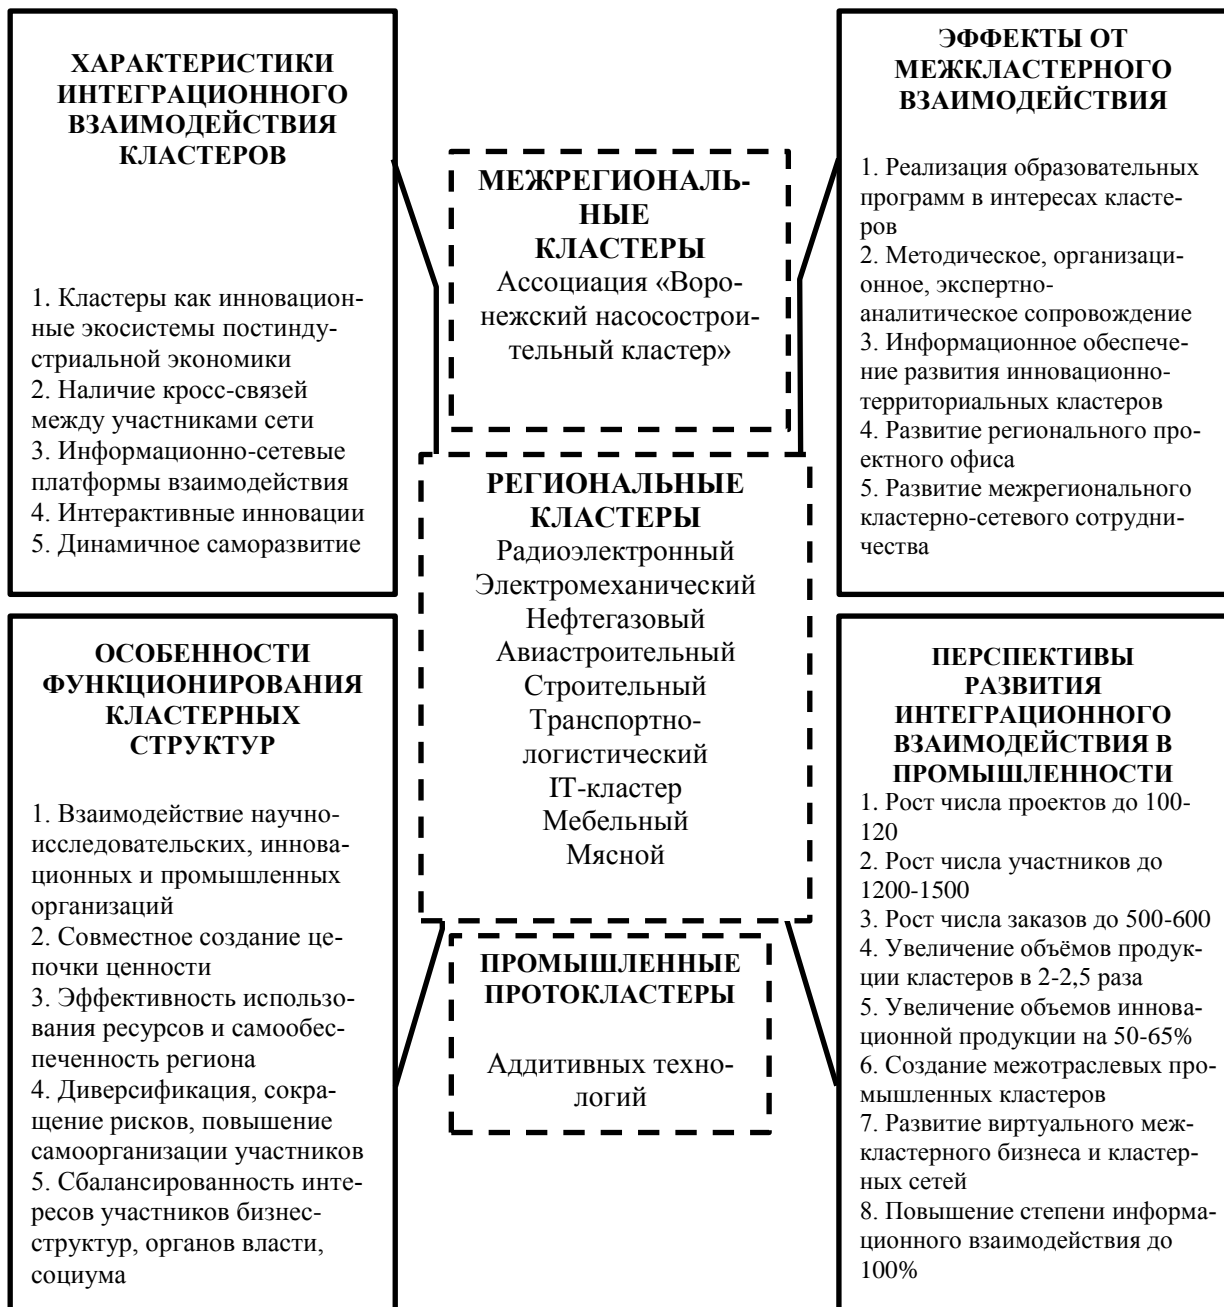 ХАРАКТЕРИСТИКИ
ИНТЕГРАЦИОННОГО
ВЗАИМОДЕЙСТВИЯ
КЛАСТЕРОВ
1. Кластеры как инновацион-
ные экосистемы постинду-
стриальной экономики
2. Наличие кросс-связей
между участниками сети
3. Информационно-сетевые
платформы взаимодействия
4. Интерактивные инновации
5. Динамичное саморазвитие
МЕЖРЕГИОНАЛЬ-
НЫЕ
КЛАСТЕРЫ
Ассоциация «Воро-
нежский насосострои-
тельный кластер»
ЭФФЕКТЫ ОТ
МЕЖКЛАСТЕРНОГО
ВЗАИМОДЕЙСТВИЯ
1. Реализация образовательных
программ в интересах класте-
ров
2. Методическое, организаци-
онное, экспертно-
аналитическое сопровождение
3. Информационное обеспече-
ние развития инновационно-
территориальных кластеров
4. Развитие регионального про-
ектного офиса
5. Развитие межрегионального
кластерно-сетевого сотрудни-
чества
РЕГИОНАЛЬНЫЕ
КЛАСТЕРЫ
Радиоэлектронный
Электромеханический
Нефтегазовый
Авиастроительный
Строительный
Транспортно-
логистический
IT-кластер
Мебельный
Мясной
ОСОБЕННОСТИ
ФУНКЦИОНИРОВАНИЯ
КЛАСТЕРНЫХ
СТРУКТУР
1. Взаимодействие научно-
исследовательских, иннова-
ционных и промышленных
организаций
2. Совместное создание це-
почки ценности
3. Эффективность использо-
вания ресурсов и самообес-
печенность региона
4. Диверсификация, сокра-
щение рисков, повышение
самоорганизации участников
5. Сбалансированность инте-
ресов участников бизнес-
структур, органов власти,
социума
ПРОМЫШЛЕННЫЕ
ПРОТОКЛАСТЕРЫ
Аддитивных техно-
логий
ПЕРСПЕКТИВЫ
РАЗВИТИЯ
ИНТЕГРАЦИОННОГО
ВЗАИМОДЕЙСТВИЯ В
ПРОМЫШЛЕННОСТИ
1. Рост числа проектов до 100-
120
2. Рост числа участников до
1200-1500
3. Рост числа заказов до 500-600
4. Увеличение объёмов продук-
ции кластеров в 2-2,5 раза
5. Увеличение объемов иннова-
ционной продукции на 50-65%
6. Создание межотраслевых про-
мышленных кластеров
7. Развитие виртуального меж-
кластерного бизнеса и кластер-
ных сетей
8. Повышение степени информа-
ционного взаимодействия до
100%